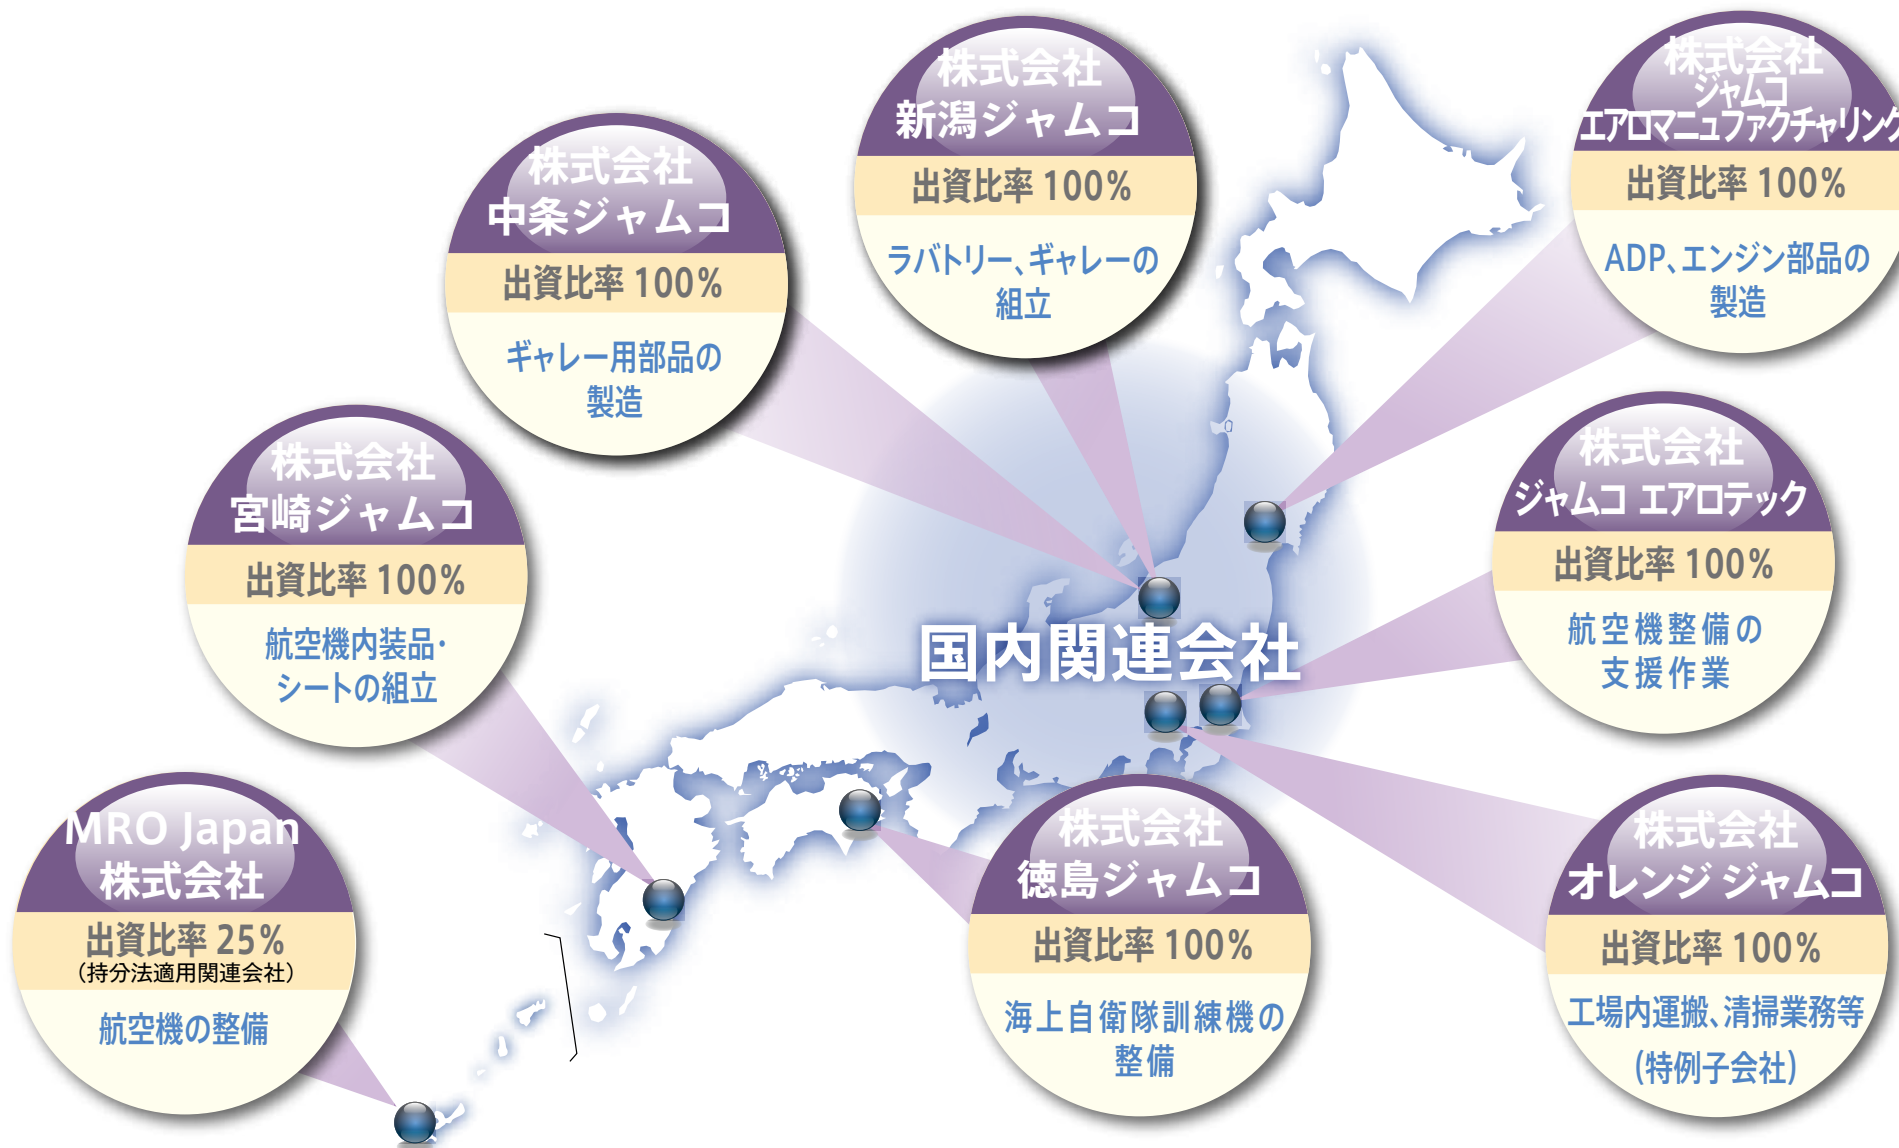 株式会社
新潟ジャムコ
出資比率 100%
ラバトリー、ギャレーの
組立
株式会社
ジャムコ
エアロマニュファクチャリング
出資比率 100%
ADP、エンジン部品の
製造
株式会社
中条ジャムコ
出資比率 100%
ギャレー用部品の
製造
株式会社
宮崎ジャムコ
出資比率 100%
航空機内装品・
シートの組立
株式会社
ジャムコ エアロテック
出資比率 100%
航空機整備の
支援作業
国内関連会社
MRO Japan
株式会社
出資比率 25%
（持分法適用関連会社）
航空機の整備
株式会社
徳島ジャムコ
出資比率 100%
海上自衛隊訓練機の
整備
株式会社
オレンジ ジャムコ
出資比率 100%
工場内運搬、清掃業務等
(特例子会社)